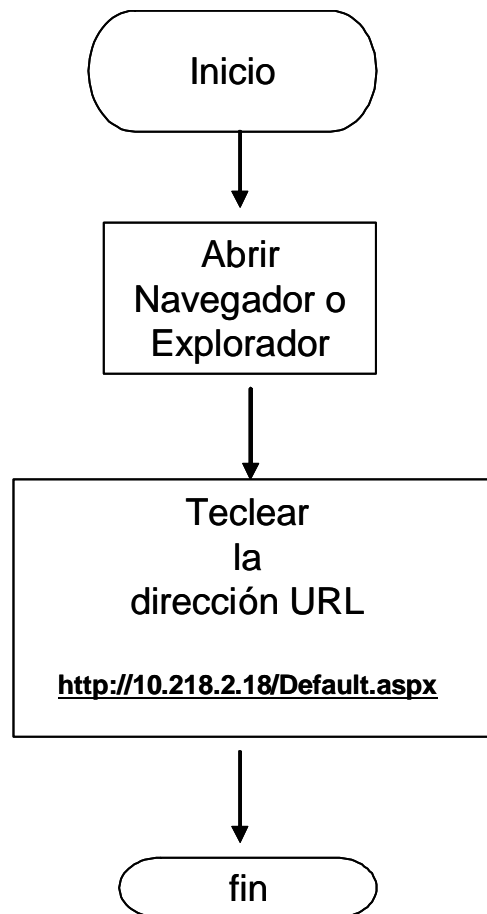 Inicio
Abrir
Navegador o
Explorador
Teclear
la
dirección URL
http://10.218.2.18/Default.aspx
fin